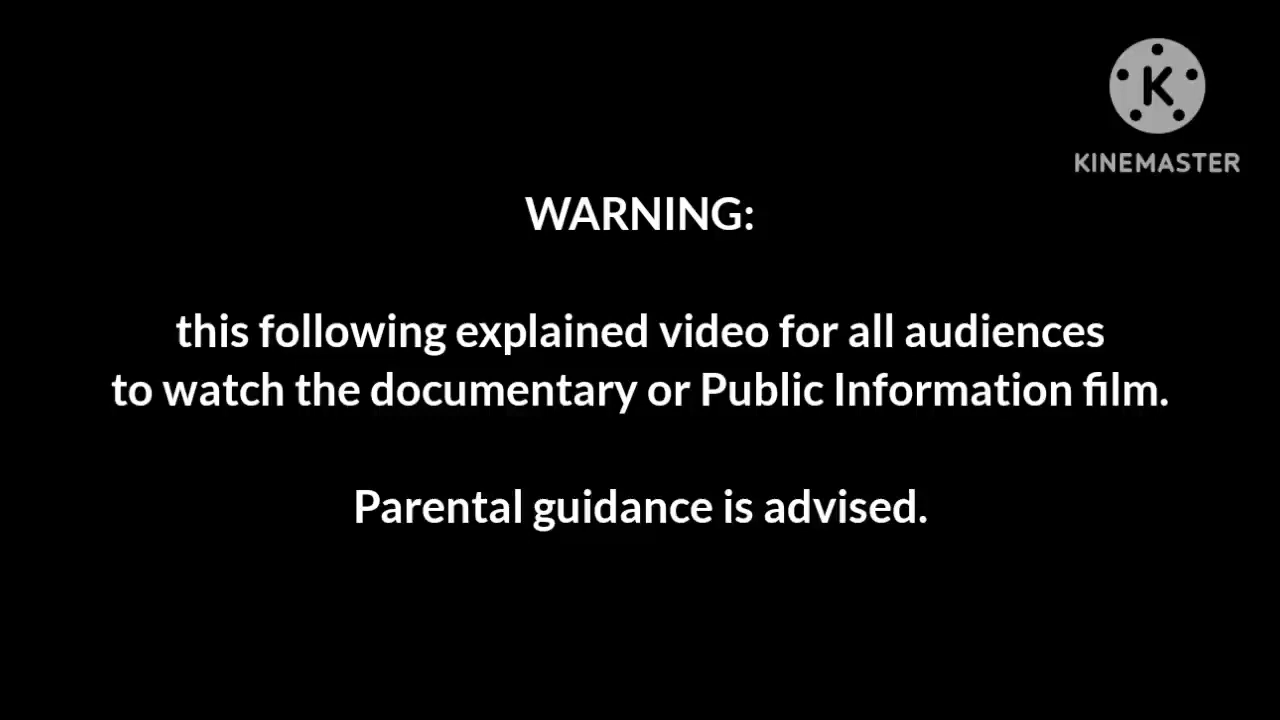 K
KINEMASTER
WARNING:
this following explained video for all audiences
to watch the documentary or Public Information film.
Parental guidance is advised.